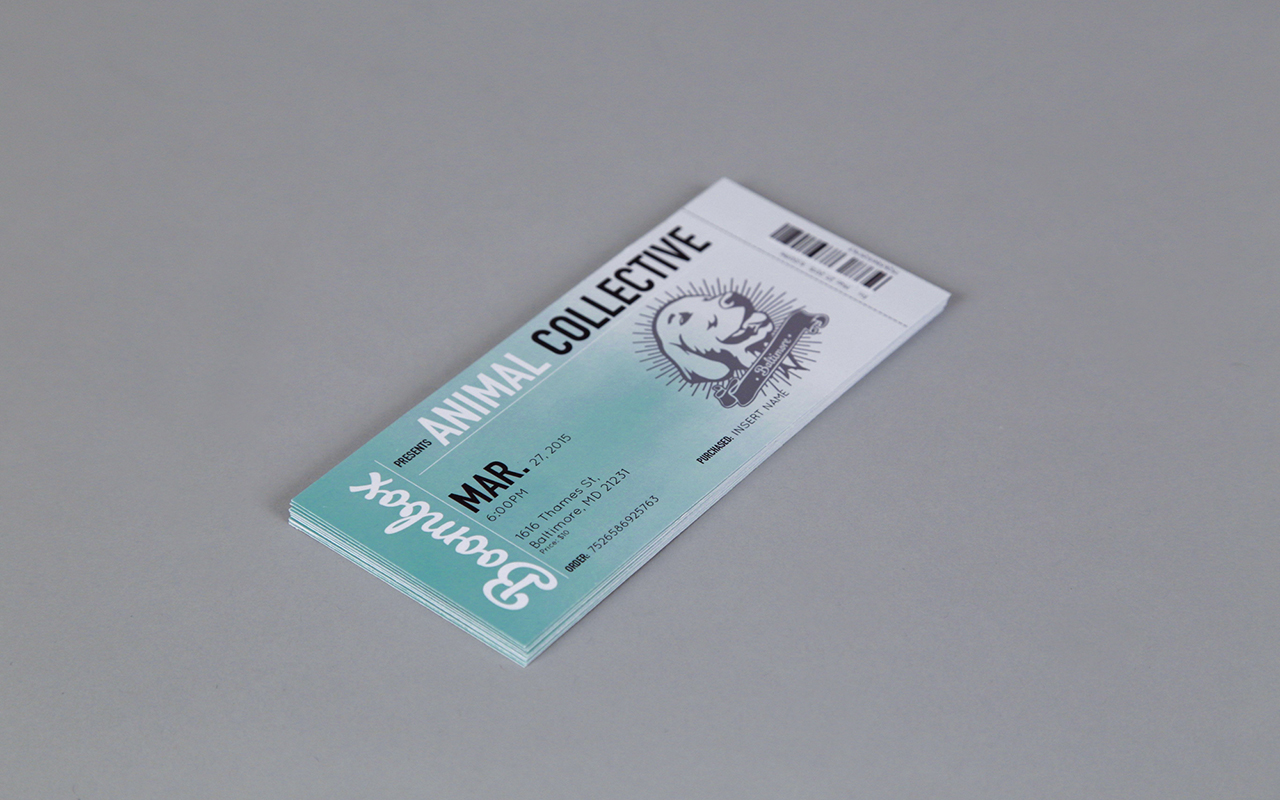 Boombox
PRESENTS
ANIMAL COLLECTIVE
MAR. 27. 2015
6:00PM
1616 Thames St.
Baltimore, MD 21231
Price: $10
ORDER: 7526586925763
PURCHASED: INSERT NAME
Baltimore